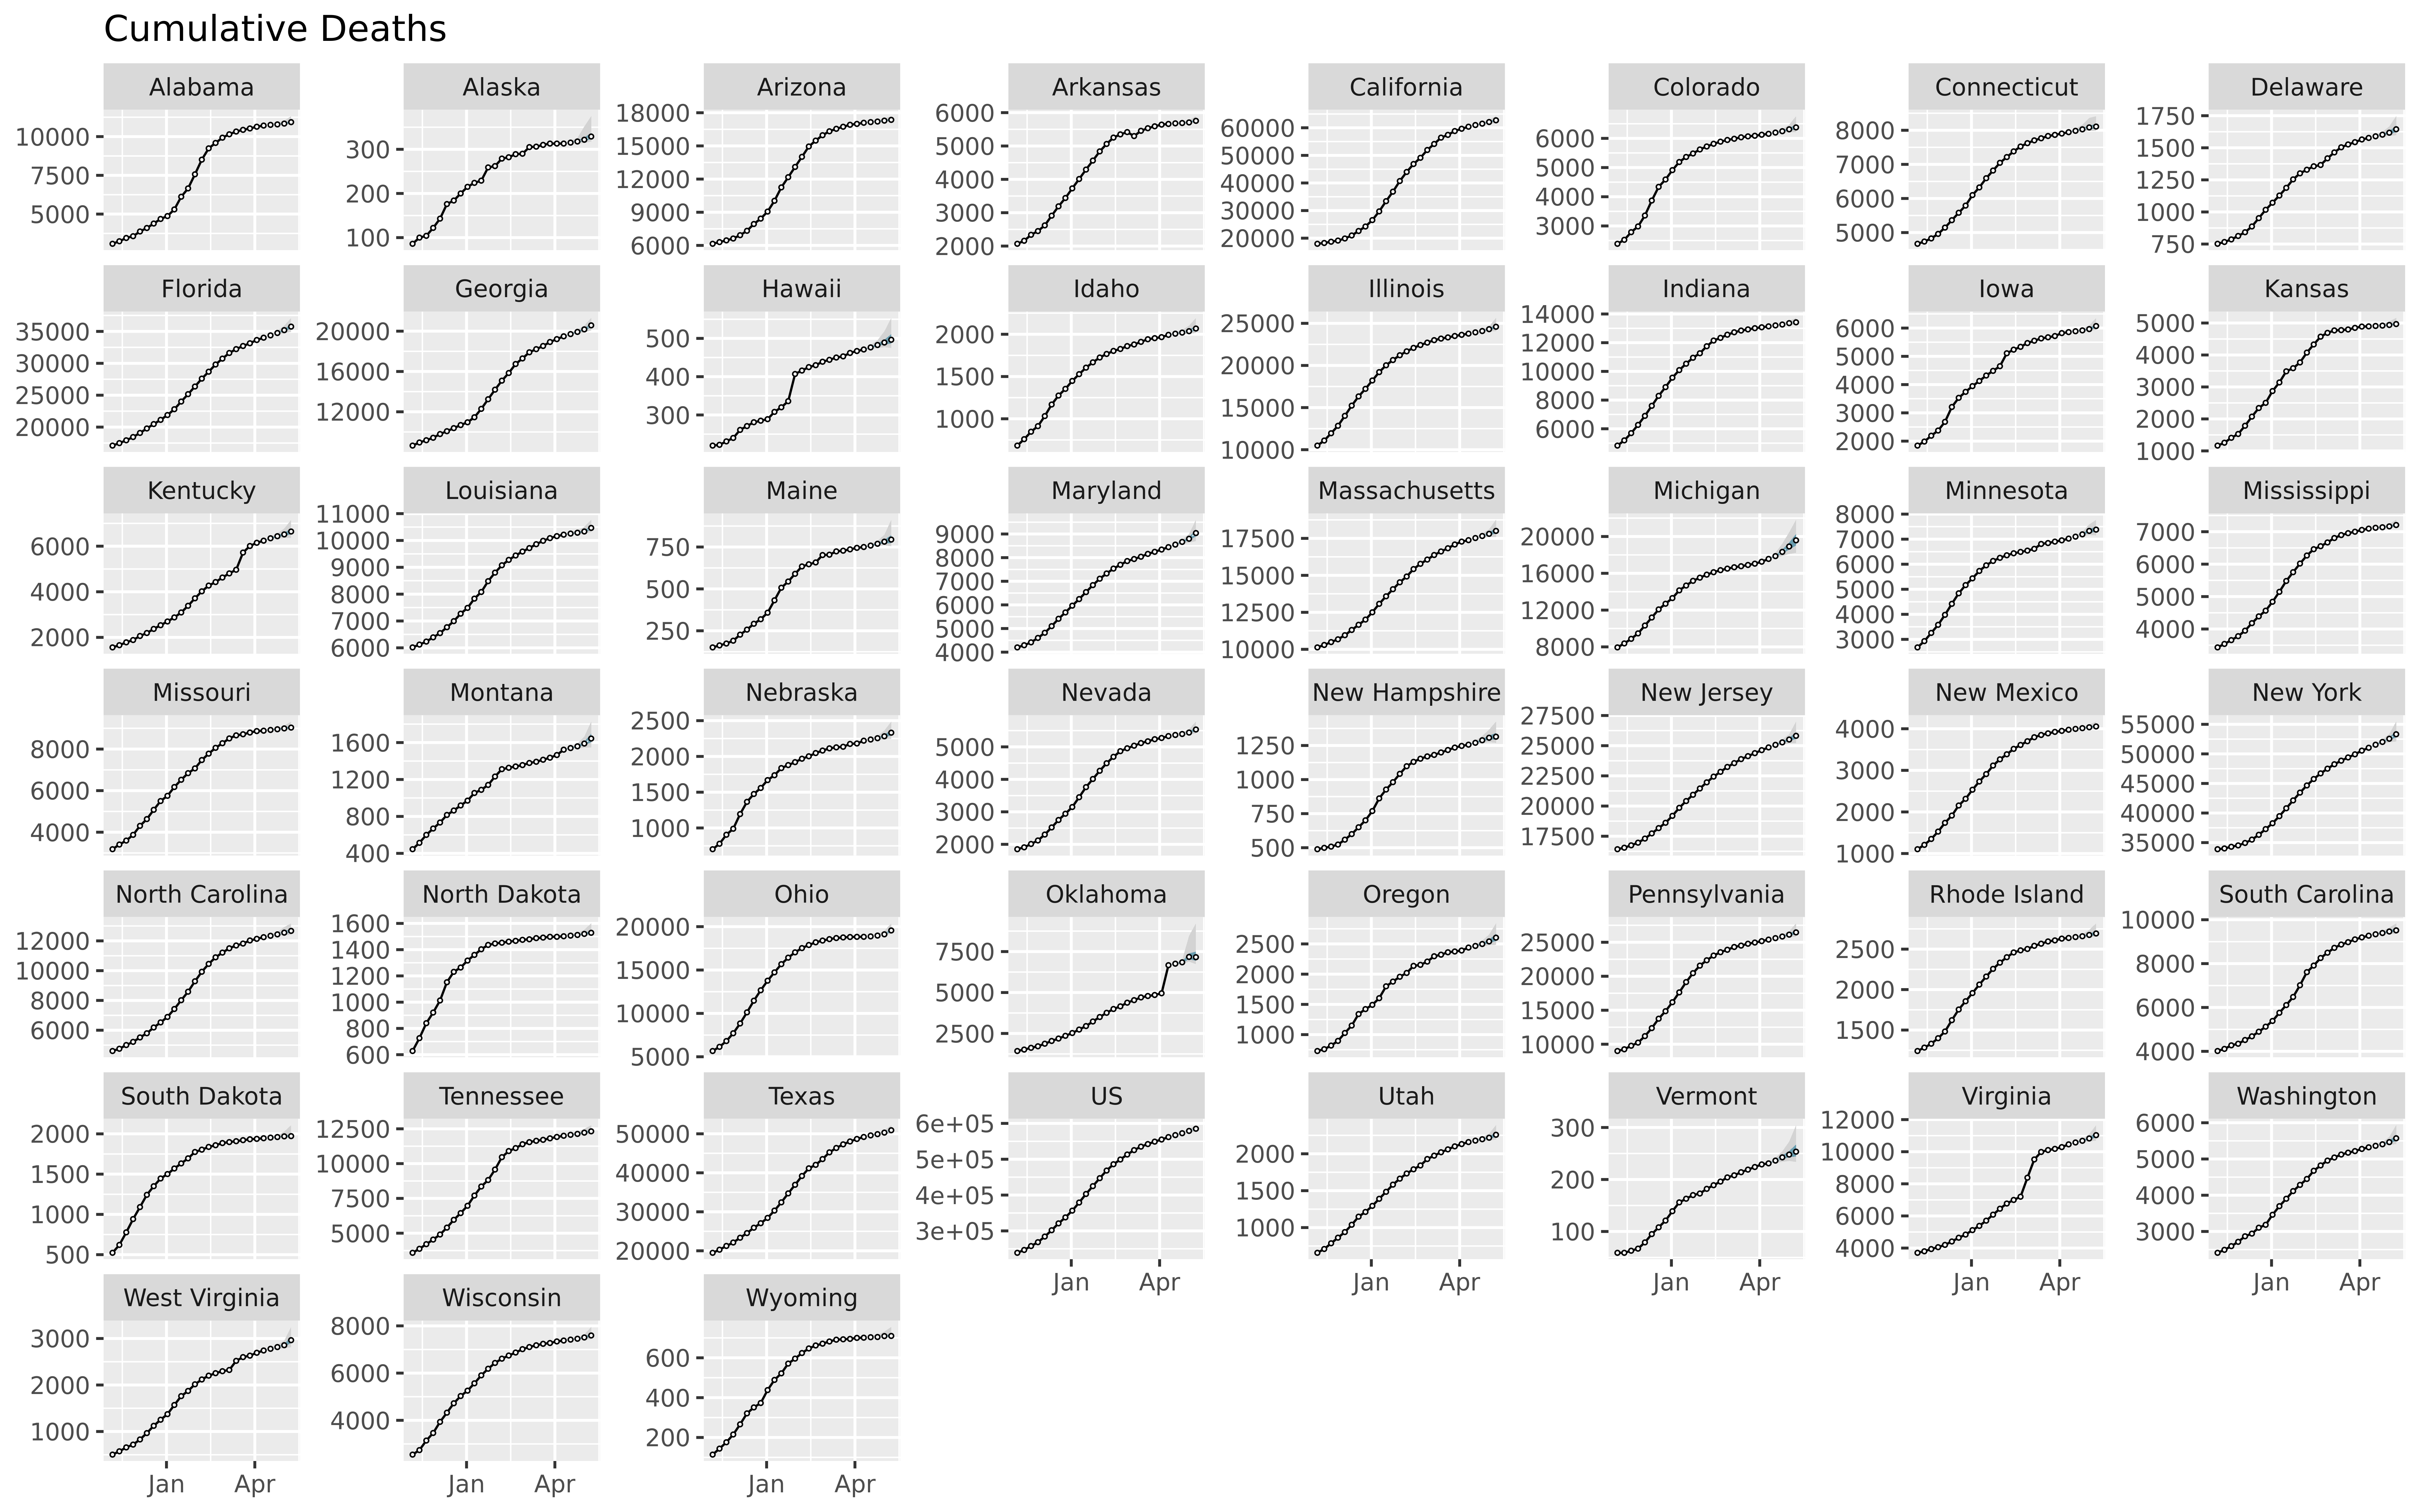 Cumulative Deaths
Alabama Alaska Arizona Arkansas California Colorado Connecticut Delaware
10000 7500 5000
300 200 100
18000 15000 12000 9000 6000
6000 5000 4000 3000 2000
60000 50000 40000 30000 20000
6000 5000 4000 3000
8000 7000 6000 5000
1750 1500 1250 1000 750
Florida Georgia Hawaii Idaho Illinois Indiana Iowa Kansas
35000 30000 25000 20000
20000 16000 12000
500 400 300
2000 1500 1000
25000 20000 15000 10000
14000 12000 10000 8000 6000
6000 5000 4000 3000 2000
5000 4000 3000 2000 1000
Kentucky Louisiana Maine Maryland Massachusetts Michigan Minnesota Mississippi
6000 4000 2000
11000 10000 9000 8000 7000 6000
750 500 250
9000 8000 7000 6000 5000 4000
17500 15000 12500 10000
20000 16000 12000 8000
8000 7000 6000 5000 4000 3000
7000 6000 5000 4000
Missouri Montana Nebraska Nevada New Hampshire New Jersey New Mexico New York
8000 6000 4000
1600 1200 800 400
2500 2000 1500 1000
5000 4000 3000 2000
1250 1000 750 500
27500 25000 22500 20000 17500
4000 3000 2000 1000
55000 50000 45000 40000 35000
North Carolina North Dakota Ohio Oklahoma Oregon Pennsylvania Rhode Island South Carolina
12000 10000 8000 6000
1600 1400 1200 1000 800 600
20000 15000 10000 5000
7500 5000 2500
2500 2000 1500 1000
25000 20000 15000 10000
2500 2000 1500
10000 8000 6000 4000
South Dakota Tennessee Texas US Utah Vermont Virginia Washington
2000 1500 1000 500
12500 10000 7500 5000
50000 40000 30000 20000
6e+05 5e+05 4e+05 3e+05
2000 1500 1000
300 200 100
12000 10000 8000 6000 4000
6000 5000 4000 3000
Jan Apr Jan Apr Jan Apr Jan Apr Jan Apr
West Virginia Wisconsin Wyoming
3000 2000 1000
8000 6000 4000
600 400 200
Jan Apr Jan Apr Jan Apr